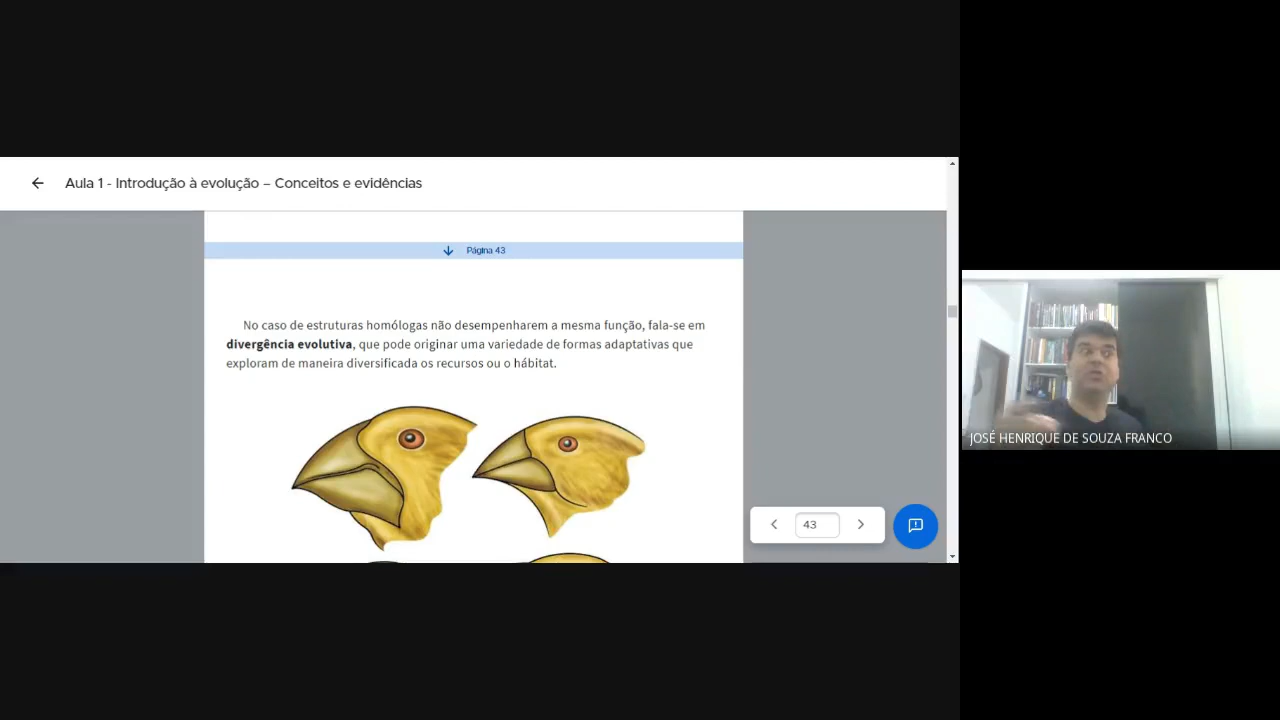 Aula 1 - Introdução à evolução – Conceitos e evidências
Página 43
No caso de estruturas homólogas não desempenharem a mesma função, fala-se em
divergência evolutiva, que pode originar uma variedade de formas adaptativas que
exploram de maneira diversificada os recursos ou o hábitat.
43
JOSÉ HENRIQUE DE SOUZA FRANCO